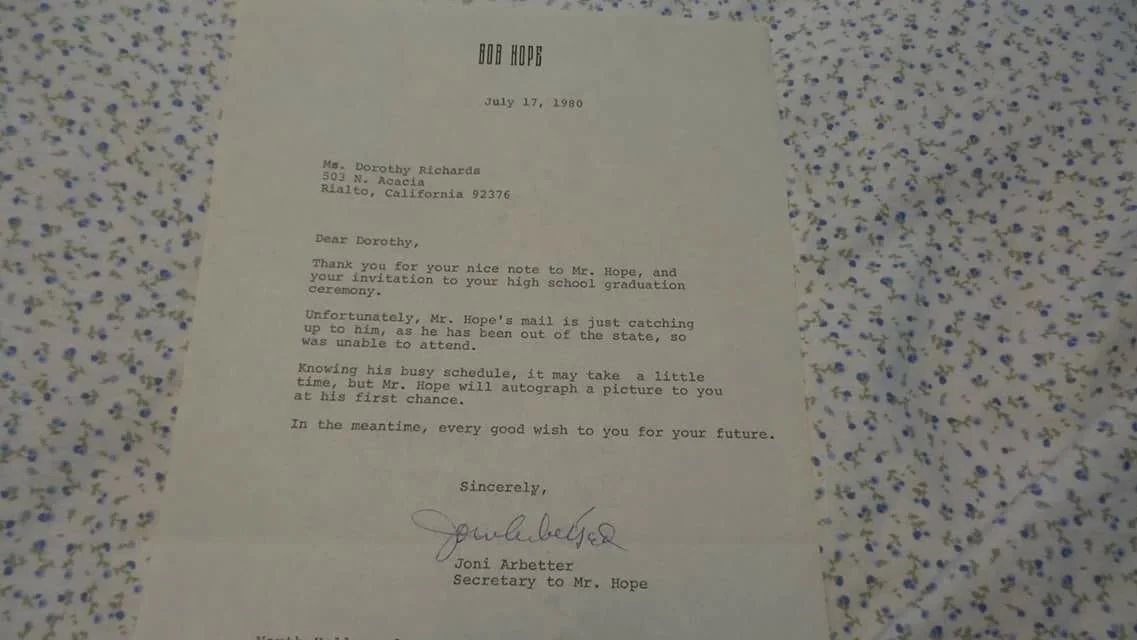 BOB HOPE
July 17, 1980
Ms. Dorothy Richards
503 N. Acacia
Rialto, California 92376
Dear Dorothy,
Thank you for your nice note to Mr. Hope, and
your invitation to your high school graduation
ceremony.
Unfortunately, Mr. Hope's mail is just catching
up to him, as he has been out of the state, so
was unable to attend.
Knowing his busy schedule, it may take a little
time, but Mr. Hope will autograph a picture to you
at his first chance.
In the meantime, every good wish to you for your future.
Sincerely,
Joni Arbetter
Secretary to Mr. Hope